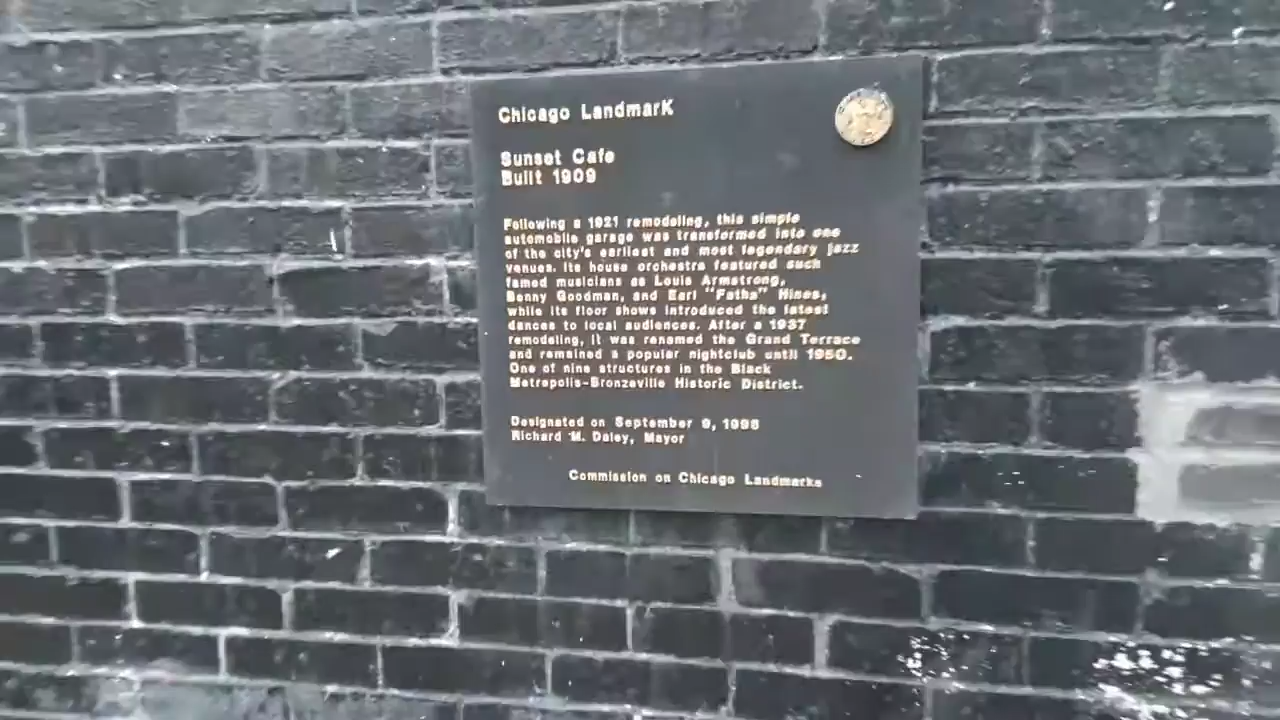 Chicago Landmark
Sunset Cafe
Built 1909
Following a 1921 remodeling, this simple
automobile garage was transformed into one
of the city's earliest and most legendary jazz
venues. Its house orchestra featured such
famed musicians as Louis Armstrong,
Benny Goodman, and Earl "Fatha" Hines,
while its floor shows introduced the latest
dances to local audiences. After a 1937
remodeling, it was renamed the Grand Terrace
and remained a popular nightclub until 1950.
One of nine structures in the Black
Metropolis-Bronzeville Historic District.
Designated on September 9, 1998
Richard M. Daley, Mayor
Commission on Chicago Landmarks